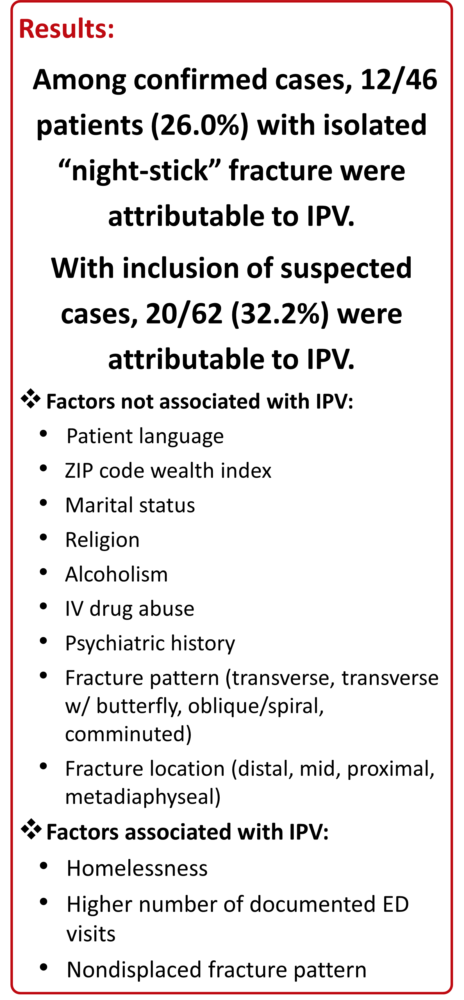 Results:
Among confirmed cases, 12/46
patients (26.0%) with isolated
“night-stick” fracture were
attributable to IPV.
With inclusion of suspected
cases, 20/62 (32.2%) were
attributable to IPV.
❖ Factors not associated with IPV:
• Patient language
• ZIP code wealth index
• Marital status
• Religion
• Alcoholism
• IV drug abuse
• Psychiatric history
• Fracture pattern (transverse, transverse
w/ butterfly, oblique/spiral,
comminuted)
• Fracture location (distal, mid, proximal,
metadiaphyseal)
❖ Factors associated with IPV:
• Homelessness
• Higher number of documented ED
visits
• Nondisplaced fracture pattern